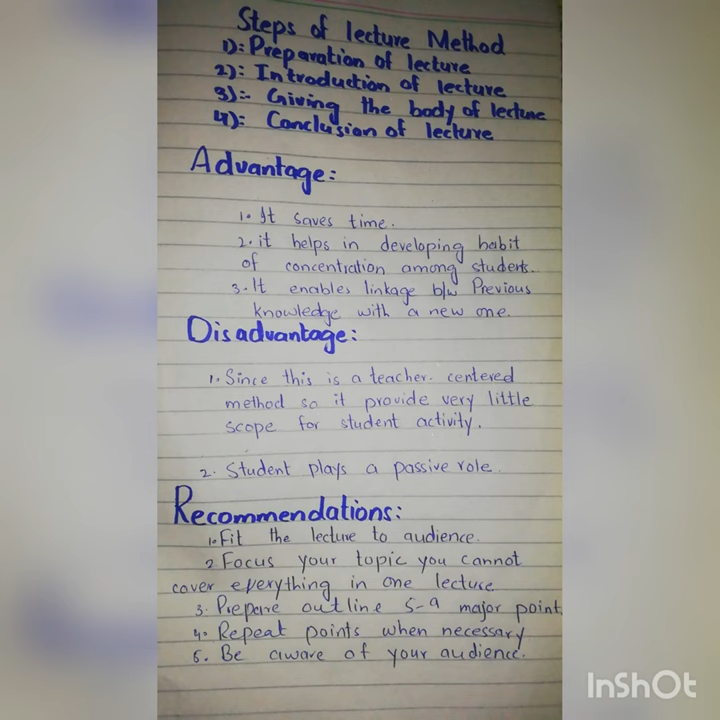 Steps of lecture Method
1): Preparation of lecture
2): Introduction of lecture
3):- Giving the body of lecture
4): Conclusion of lecture
Advantage:
1. It saves time.
2. it helps in developing habit
of concentration among students.
3. It enables linkage b/w Previous
knowledge with a new one.
Disadvantage:
1. Since this is a teacher. centered
method so it provide very little
scope for student activity.
2. Student plays a passive role.
Recommendations:
1. Fit the lecture to audience.
2 Focus your topic you cannot
cover everything in one lecture
3. Prepare outline 5-9 major point.
4. Repeat points when necessary
5. Be aware of your audience.
InShOt